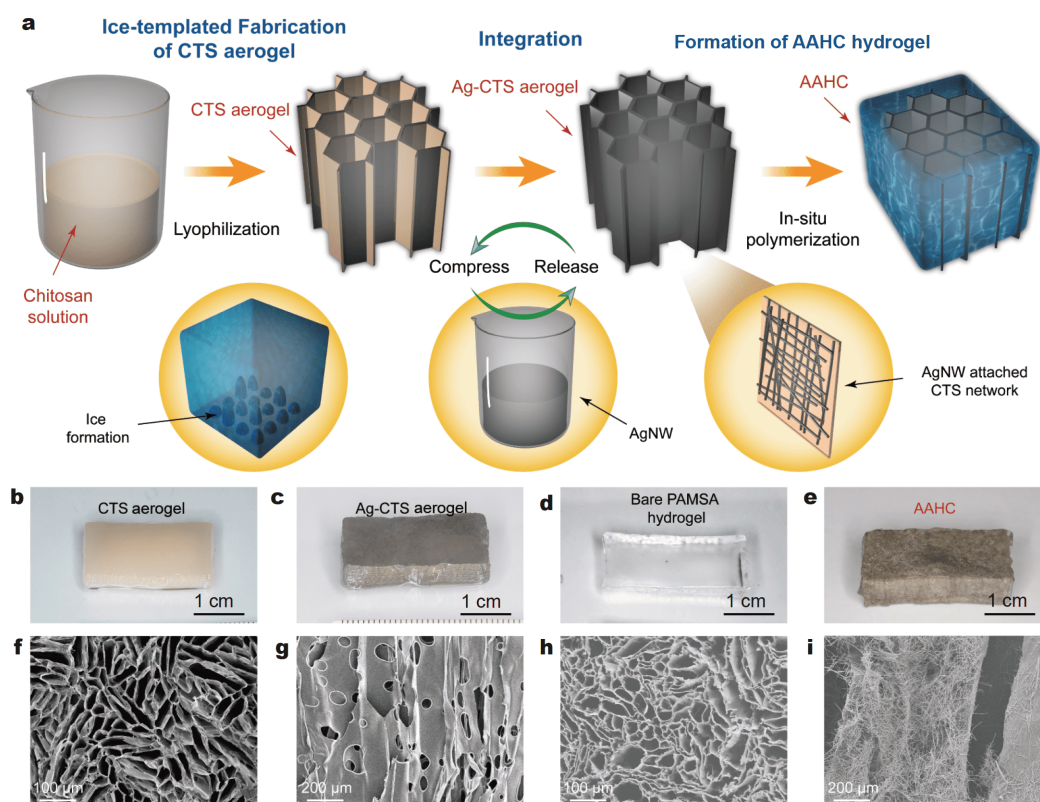 a
Ice-templated Fabrication
of CTS aerogel
Integration
Formation of AAHC hydrogel
CTS aerogel
Ag-CTS aerogel
AAHC
Lyophilization
Compress
Release
In-situ
polymerization
Chitosan
solution
Ice
formation
AgNW
AgNW attached
CTS network
b
CTS aerogel
1 cm
c
Ag-CTS aerogel
1 cm
d
Bare PAMSA
hydrogel
1 cm
e
AAHC
1 cm
f
100 μm
g
200 μm
h
100 μm
i
200 μm